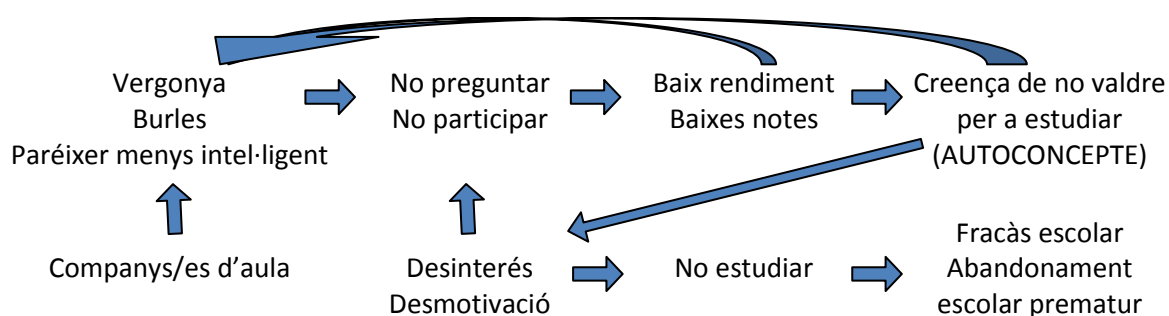 Vergonya
Burles
Paréixer menys intel·ligent
No preguntar
No participar
Baix rendiment
Baixes notes
Creença de no valdre
per a estudiar
(AUTOCONCEPTE)
Companys/es d’aula
Desinterés
Desmotivació
No estudiar
Fracàs escolar
Abandonament
escolar prematur